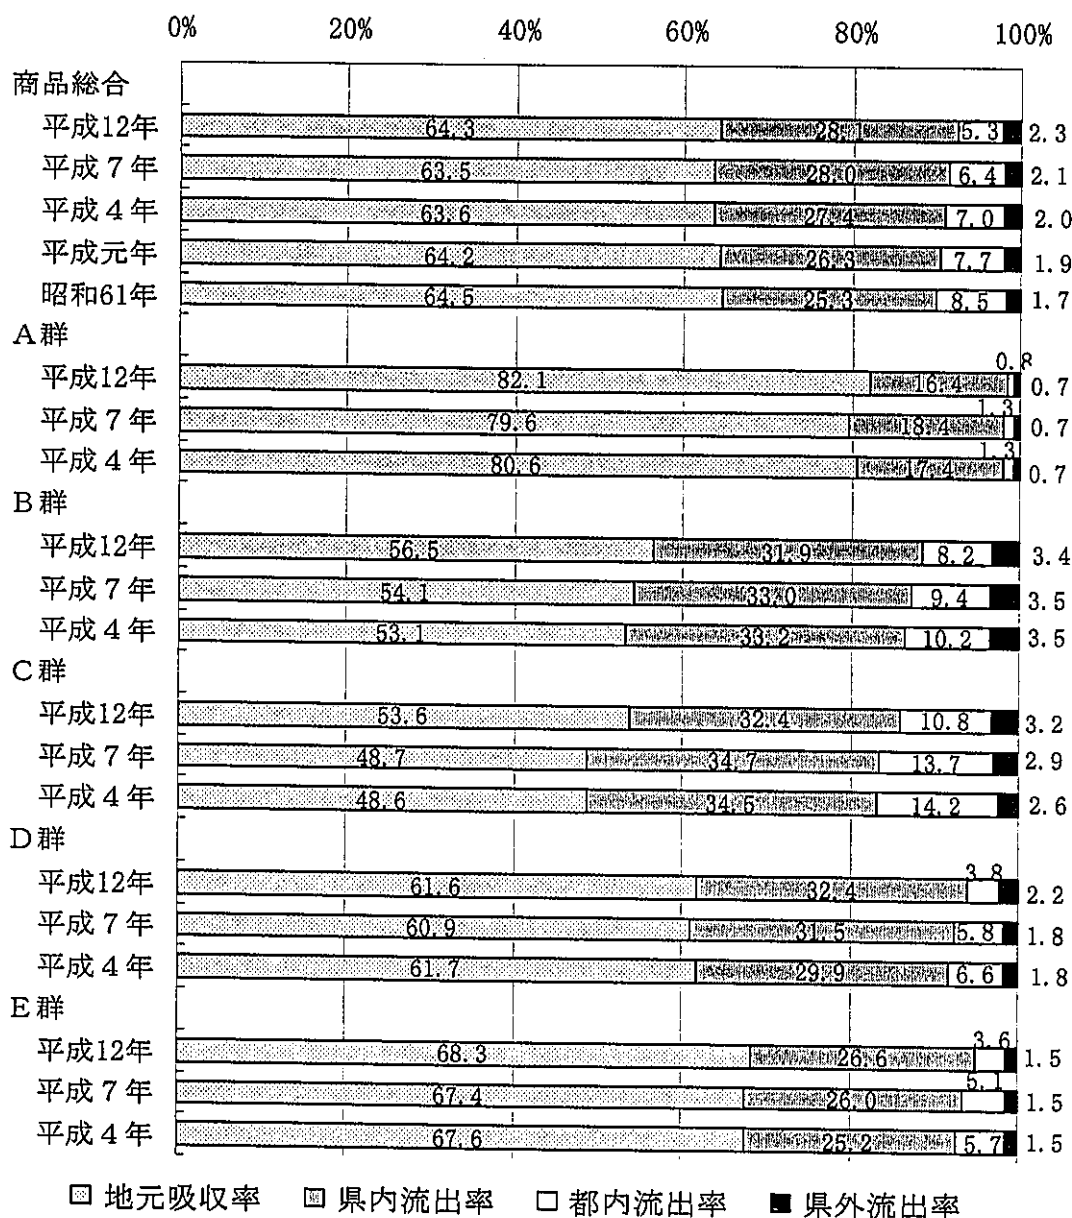 0% 20% 40% 60% 80% 100%
商品総合
平成12年 64.3 28.1 5.3 2.3
平成７年 63.5 28.0 6.4 2.1
平成４年 63.6 27.4 7.0 2.0
平成元年 64.2 26.3 7.7 1.9
昭和61年 64.5 25.3 8.5 1.7
Ａ群
平成12年 82.1 16.4 0.8 0.7
平成７年 79.6 18.4 1.3 0.7
平成４年 80.6 17.4 1.3 0.7
Ｂ群
平成12年 56.5 31.9 8.2 3.4
平成７年 54.1 33.0 9.4 3.5
平成４年 53.1 33.2 10.2 3.5
Ｃ群
平成12年 53.6 32.4 10.8 3.2
平成７年 48.7 34.7 13.7 2.9
平成４年 48.6 34.5 14.2 2.6
Ｄ群
平成12年 61.6 32.4 3.8 2.2
平成７年 60.9 31.5 5.8 1.8
平成４年 61.7 29.9 6.6 1.8
Ｅ群
平成12年 68.3 26.6 3.6 1.5
平成７年 67.4 26.0 5.1 1.5
平成４年 67.6 25.2 5.7 1.5
地元吸収率 県内流出率 都内流出率 県外流出率